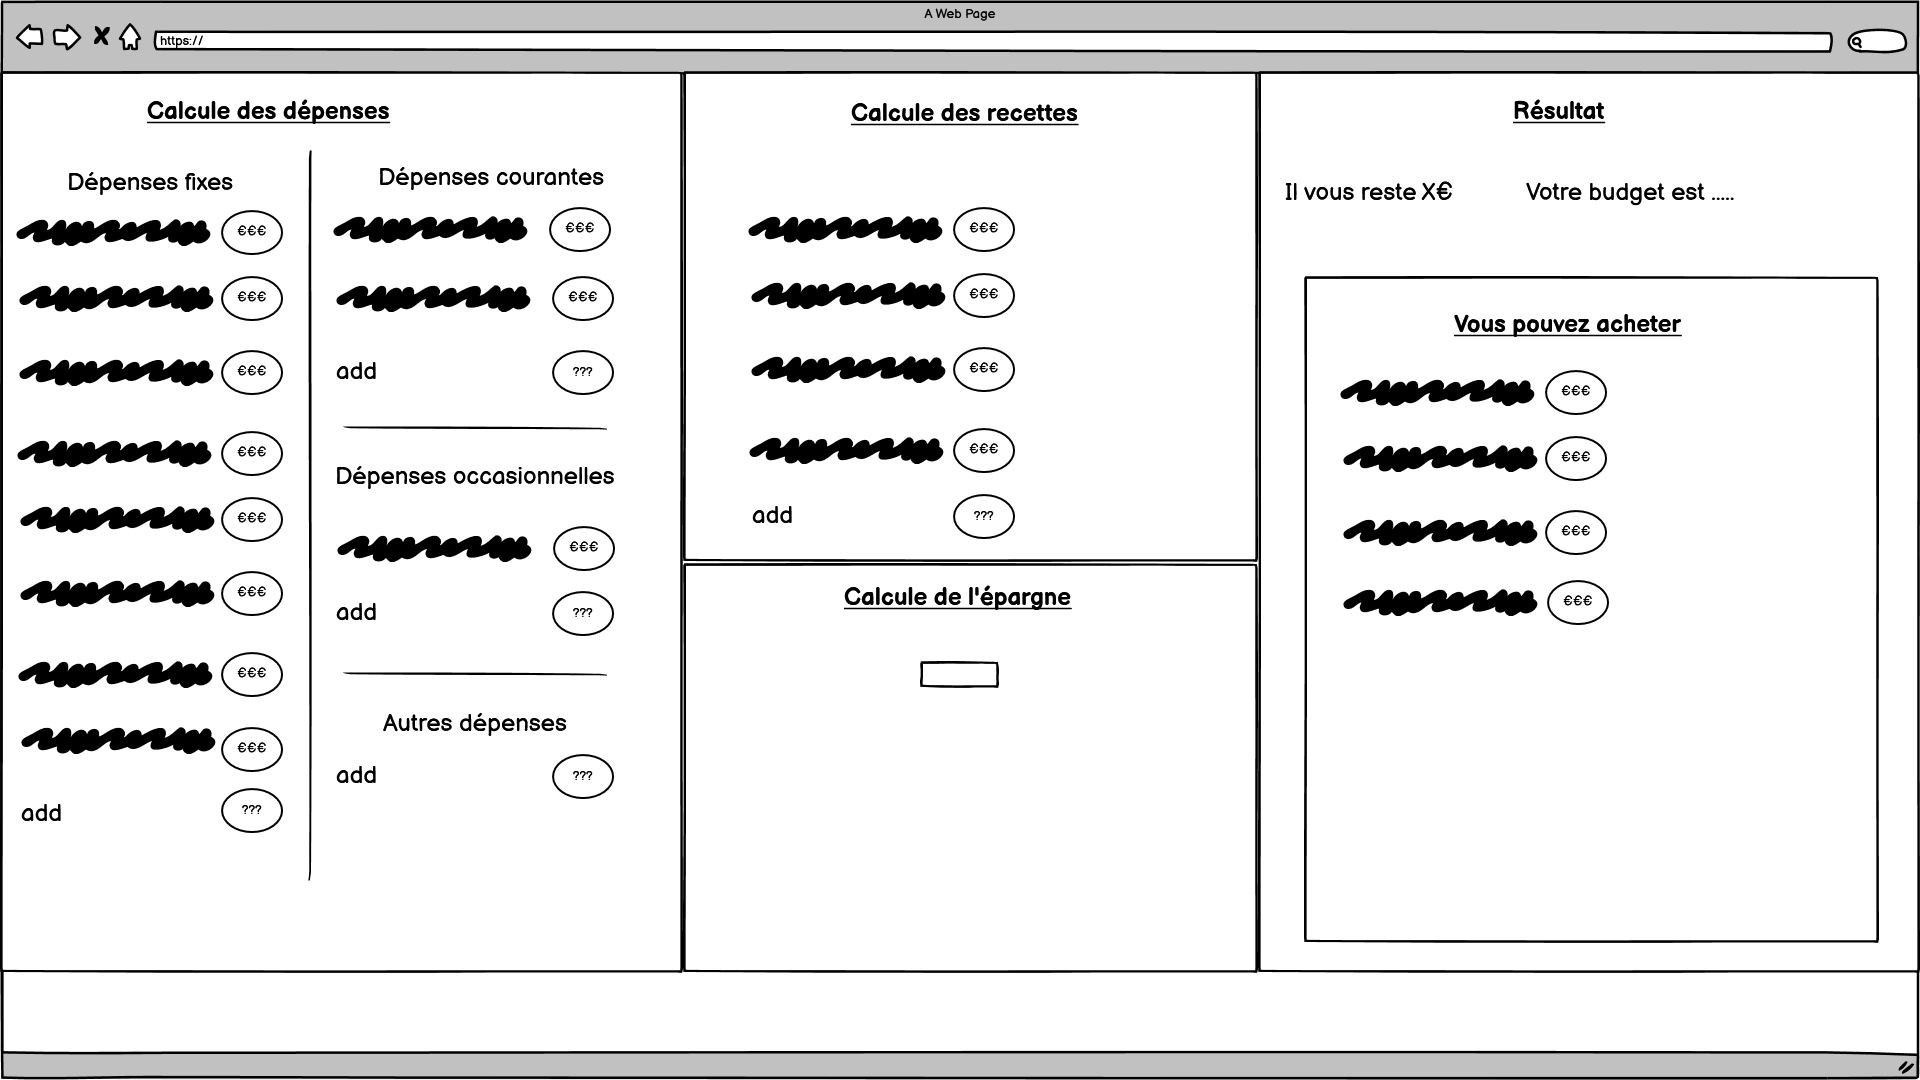 A Web Page
https://
Calcule des dépenses
Dépenses fixes
€€€
€€€
€€€
€€€
€€€
€€€
€€€
€€€
add ???
Dépenses courantes
€€€
€€€
add ???
Dépenses occasionnelles
€€€
add ???
Autres dépenses
add ???
Calcule des recettes
€€€
€€€
€€€
€€€
add ???
Calcule de l'épargne
Résultat
Il vous reste X€ Votre budget est .....
Vous pouvez acheter
€€€
€€€
€€€
€€€